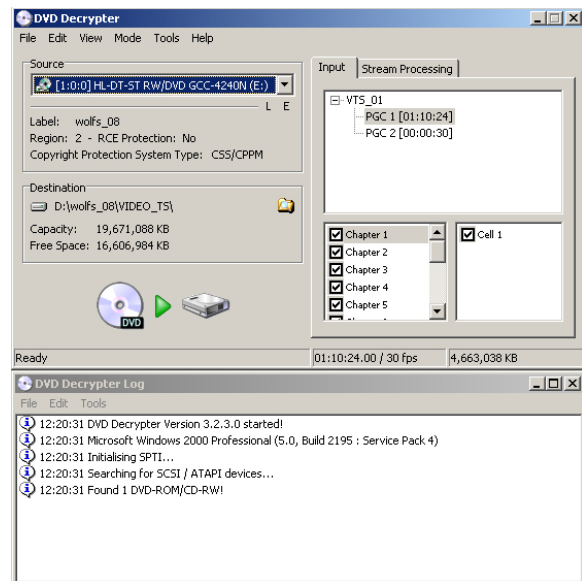 DVD Decrypter
File Edit View Mode Tools Help
Source
[1:0:0] HL-DT-ST RW/DVD GCC-4240N (E:)
L E
Label: wolfs_08
Region: 2 - RCE Protection: No
Copyright Protection System Type: CSS/CPPM
Destination
D:\wolfs_08\VIDEO_TS\
Capacity: 19,671,088 KB
Free Space: 16,606,984 KB
DVD
Input Stream Processing
VTS_01
PGC 1 [01:10:24]
PGC 2 [00:00:30]
Chapter 1
Chapter 2
Chapter 3
Chapter 4
Chapter 5
Cell 1
Ready 01:10:24.00 / 30 fps 4,663,038 KB
DVD Decrypter Log
File Edit Tools
12:20:31 DVD Decrypter Version 3.2.3.0 started!
12:20:31 Microsoft Windows 2000 Professional (5.0, Build 2195 : Service Pack 4)
12:20:31 Initialising SPTI...
12:20:31 Searching for SCSI / ATAPI devices...
12:20:31 Found 1 DVD-ROM/CD-RW!